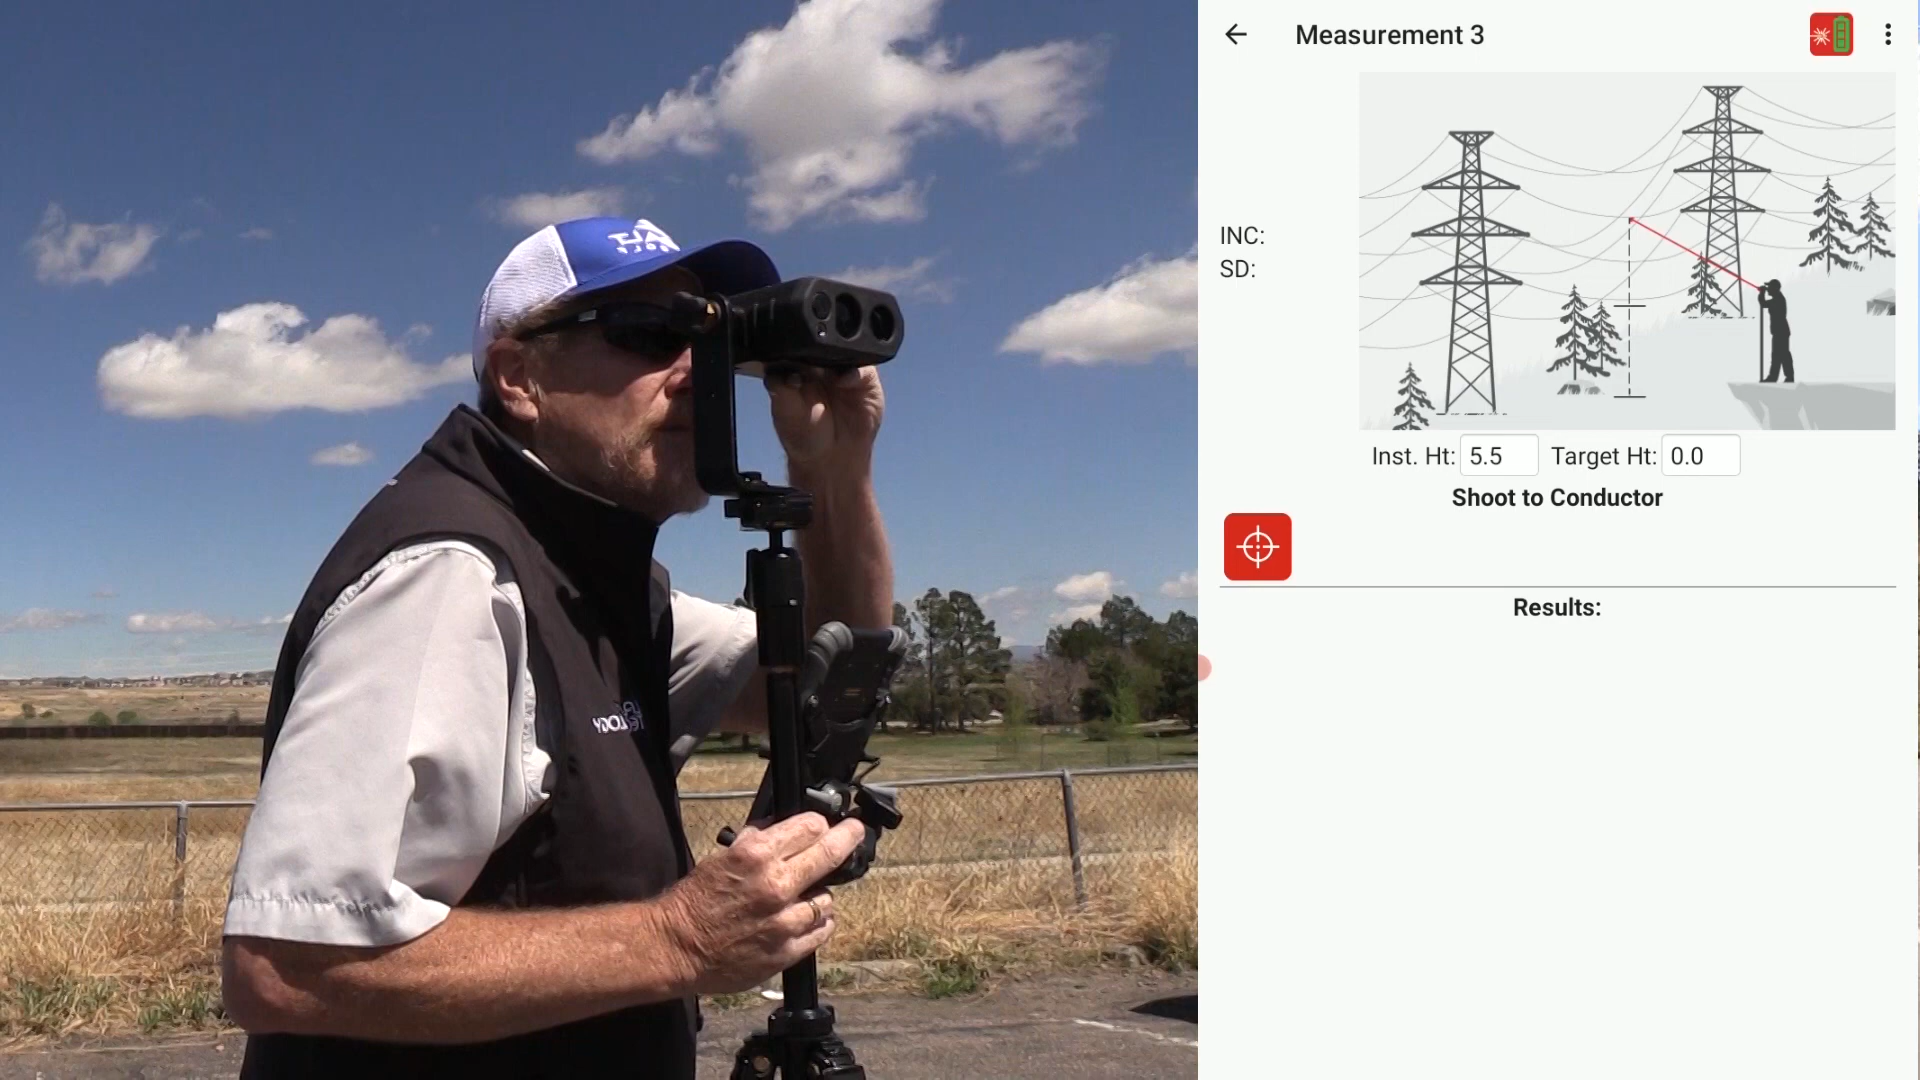 Measurement 3
INC:
SD:
Inst. Ht: 5.5 Target Ht: 0.0
Shoot to Conductor
Results: